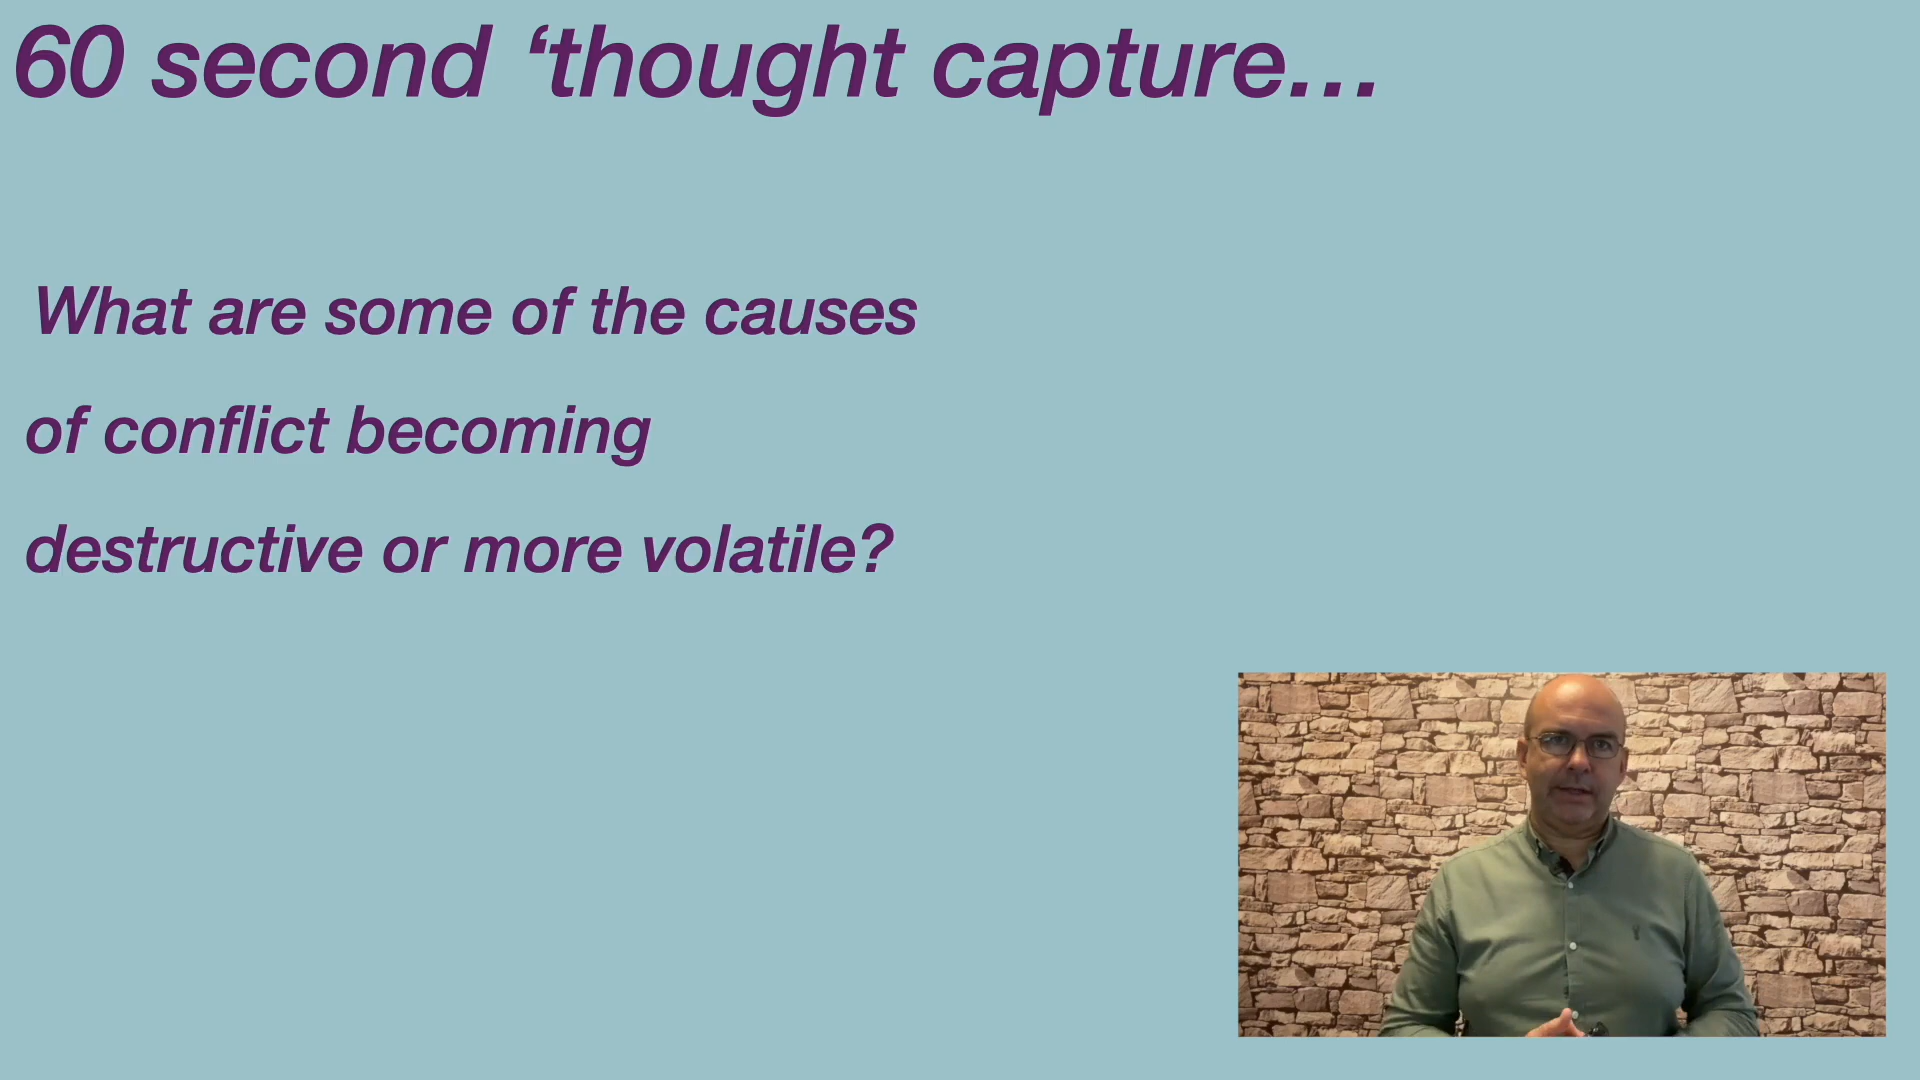 60 second ‘thought capture…
What are some of the causes
of conflict becoming
destructive or more volatile?